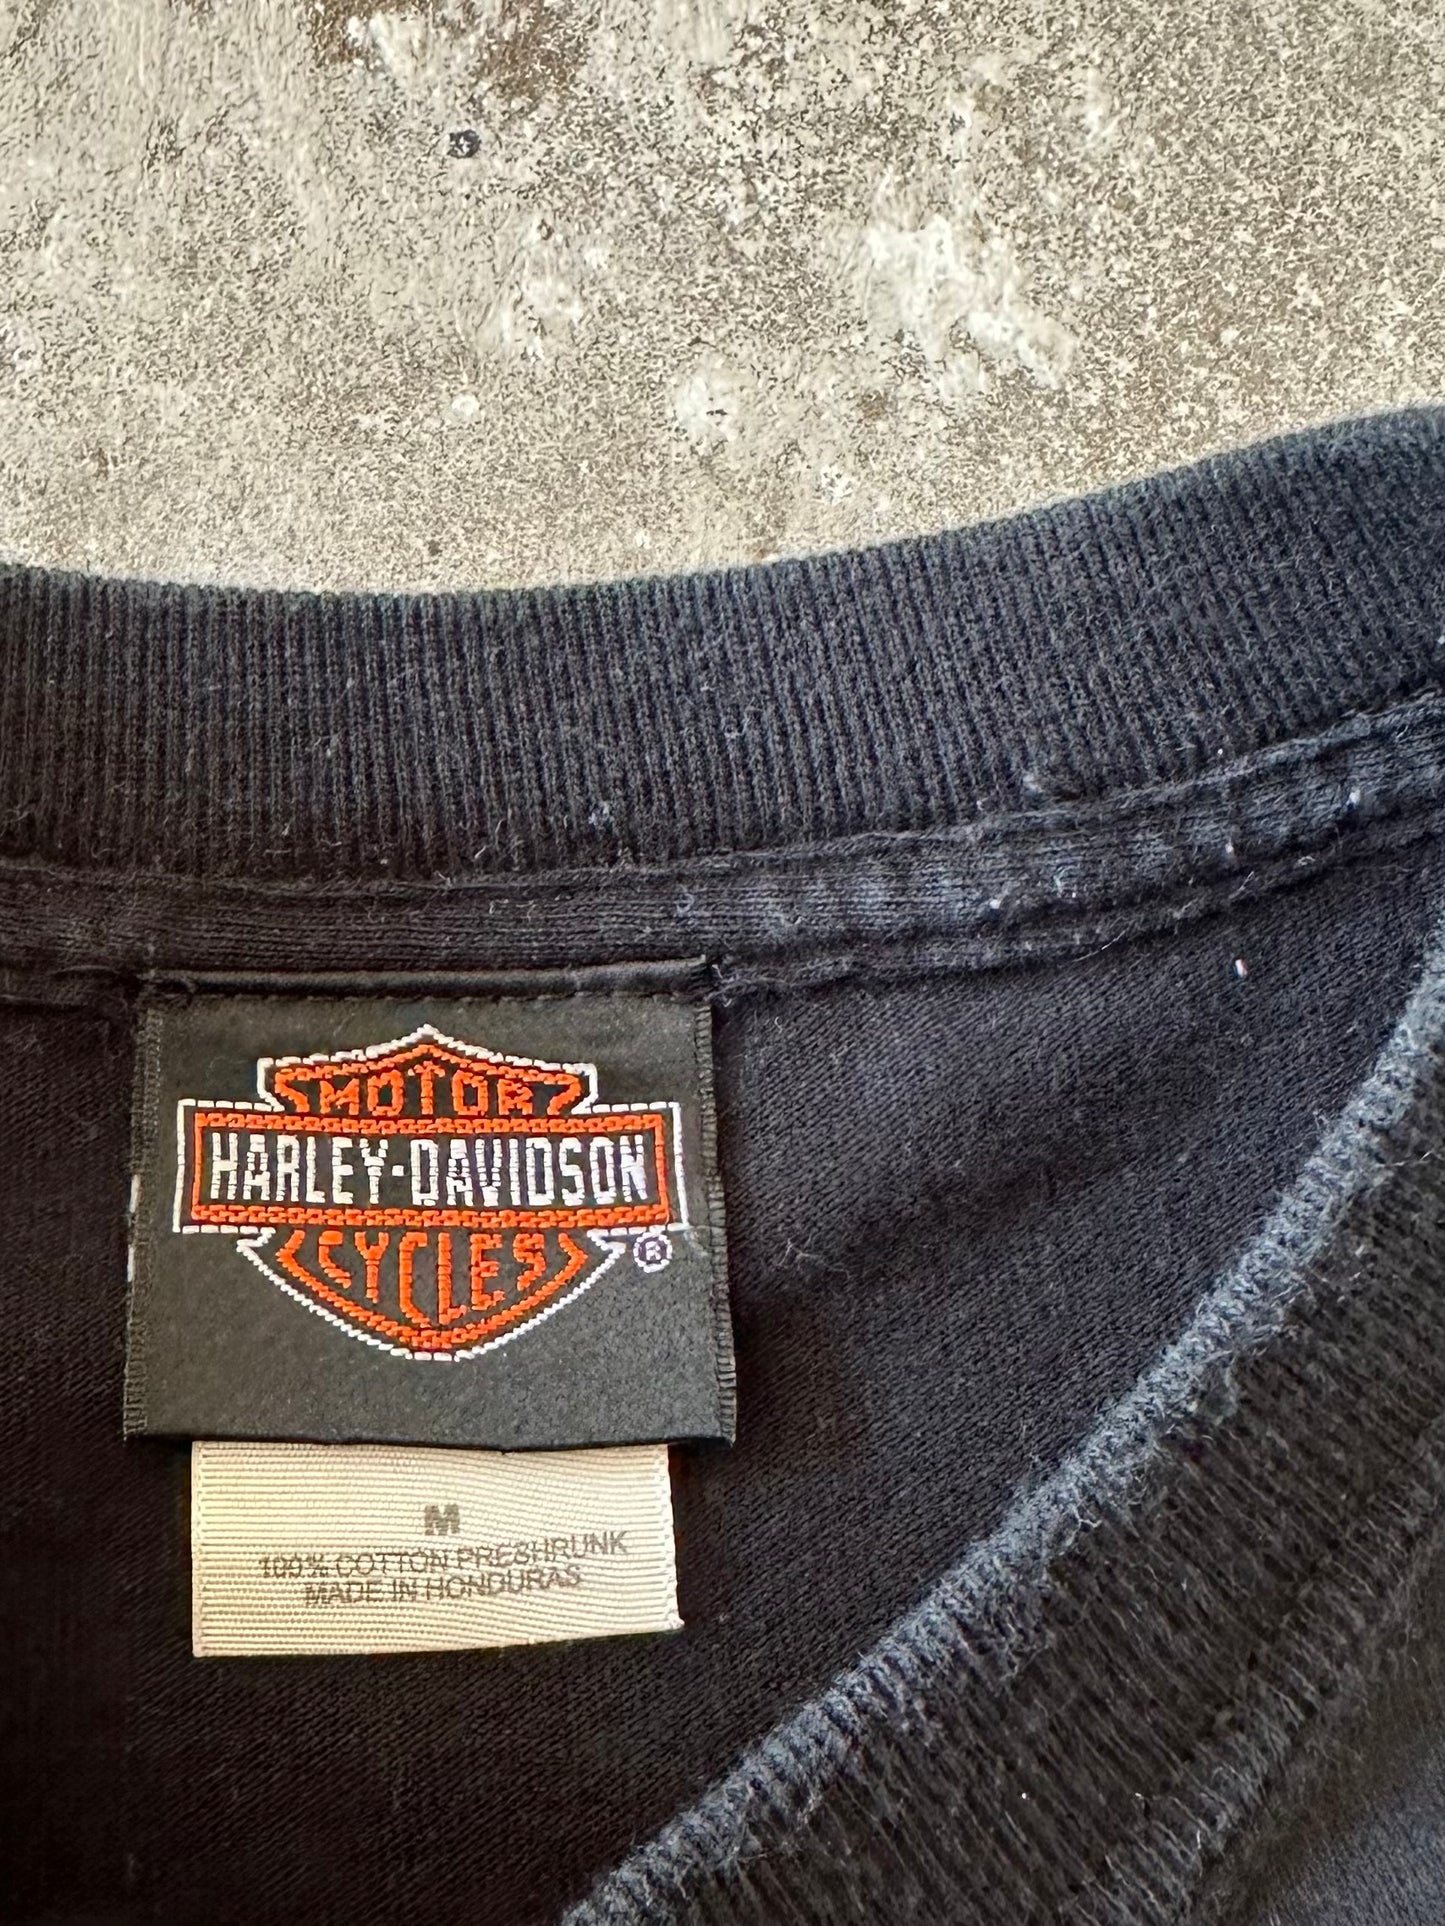 MOTOR
HARLEY-DAVIDSON
CYCLES
®
M
100% COTTON PRESHRUNK
MADE IN HONDURAS